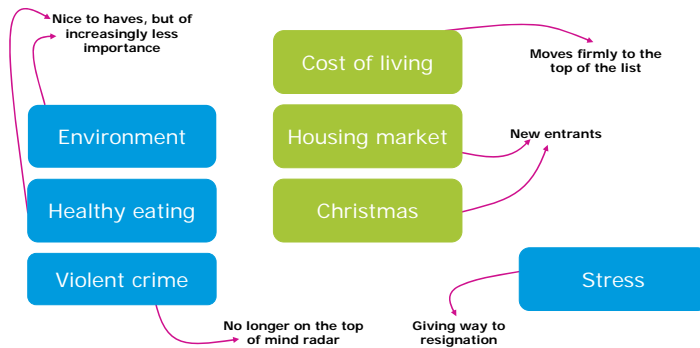 Nice to haves, but of
increasingly less
importance
Cost of living
Moves firmly to the
top of the list
Environment
Housing market
New entrants
Healthy eating
Christmas
Violent crime
Stress
No longer on the top
of mind radar
Giving way to
resignation